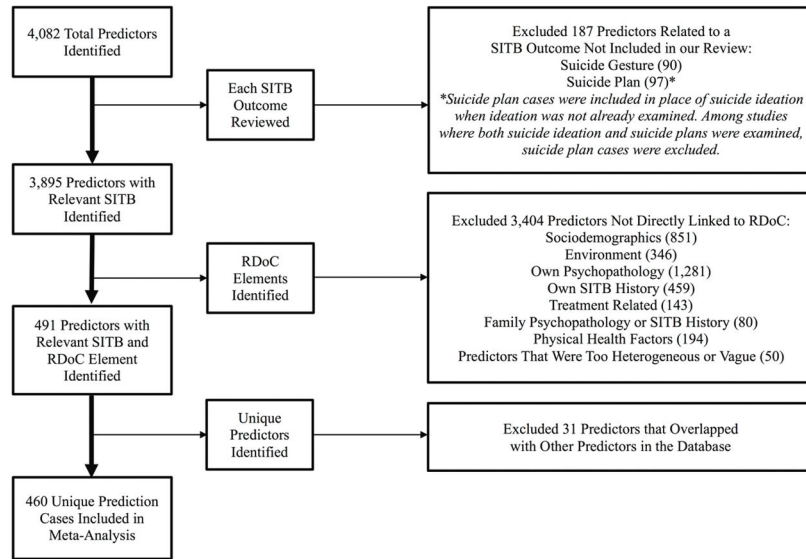 4,082 Total Predictors
Identified
Each SITB
Outcome
Reviewed
Excluded 187 Predictors Related to a
SITB Outcome Not Included in our Review:
Suicide Gesture (90)
Suicide Plan (97)*
*Suicide plan cases were included in place of suicide ideation
when ideation was not already examined. Among studies
where both suicide ideation and suicide plans were examined,
suicide plan cases were excluded.
3,895 Predictors with
Relevant SITB
Identified
RDoC
Elements
Identified
Excluded 3,404 Predictors Not Directly Linked to RDoC:
Sociodemographics (851)
Environment (346)
Own Psychopathology (1,281)
Own SITB History (459)
Treatment Related (143)
Family Psychopathology or SITB History (80)
Physical Health Factors (194)
Predictors That Were Too Heterogeneous or Vague (50)
491 Predictors with
Relevant SITB and
RDoC Element
Identified
Unique
Predictors
Identified
Excluded 31 Predictors that Overlapped
with Other Predictors in the Database
460 Unique Prediction
Cases Included in
Meta-Analysis